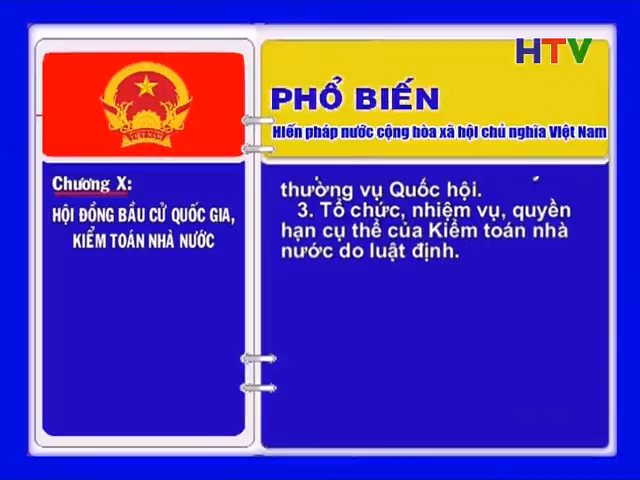 HTV
PHỔ BIẾN
Hiến pháp nước cộng hòa xã hội chủ nghĩa Việt Nam
Chương X:
HỘI ĐỒNG BẦU CỬ QUỐC GIA,
KIỂM TOÁN NHÀ NƯỚC
thường vụ Quốc hội.
3. Tổ chức, nhiệm vụ, quyền
hạn cụ thể của Kiểm toán nhà
nước do luật định.